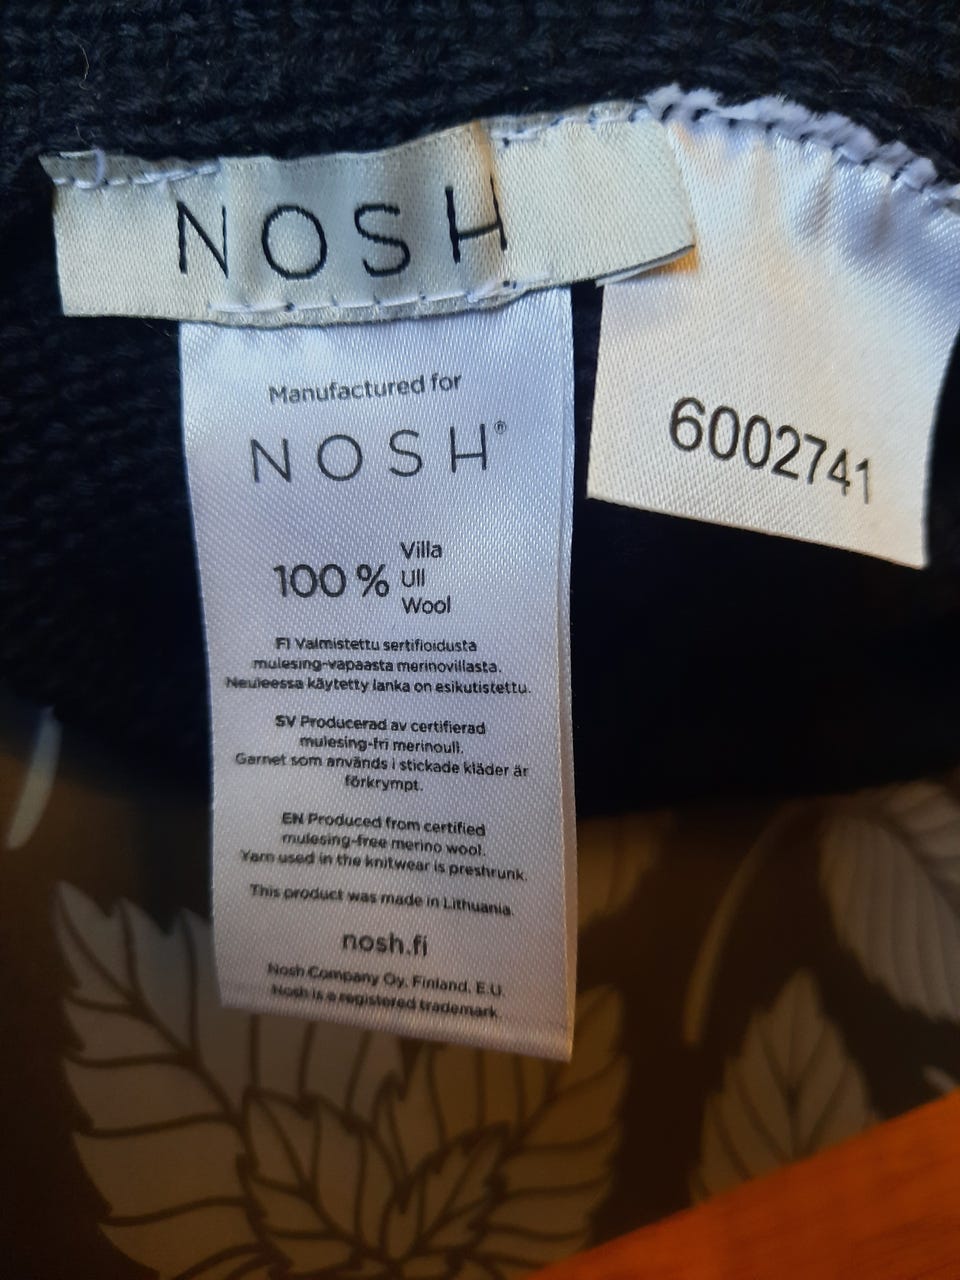 NOSH
Manufactured for
NOSH®
100 %
Villa
Ull
Wool
FI Valmistettu sertifioidusta
mulesing-vapaasta merinovillasta.
Neuleessa käytetty lanka on esikutistettu.
SV Producerad av certifierad
mulesing-fri merinoull.
Garnet som används i stickade kläder är
förkrympt.
EN Produced from certified
mulesing-free merino wool.
Yarn used in the knitwear is preshrunk.
This product was made in Lithuania.
nosh.fi
Nosh Company Oy, Finland, E.U.
Nosh is a registered trademark.
6002741